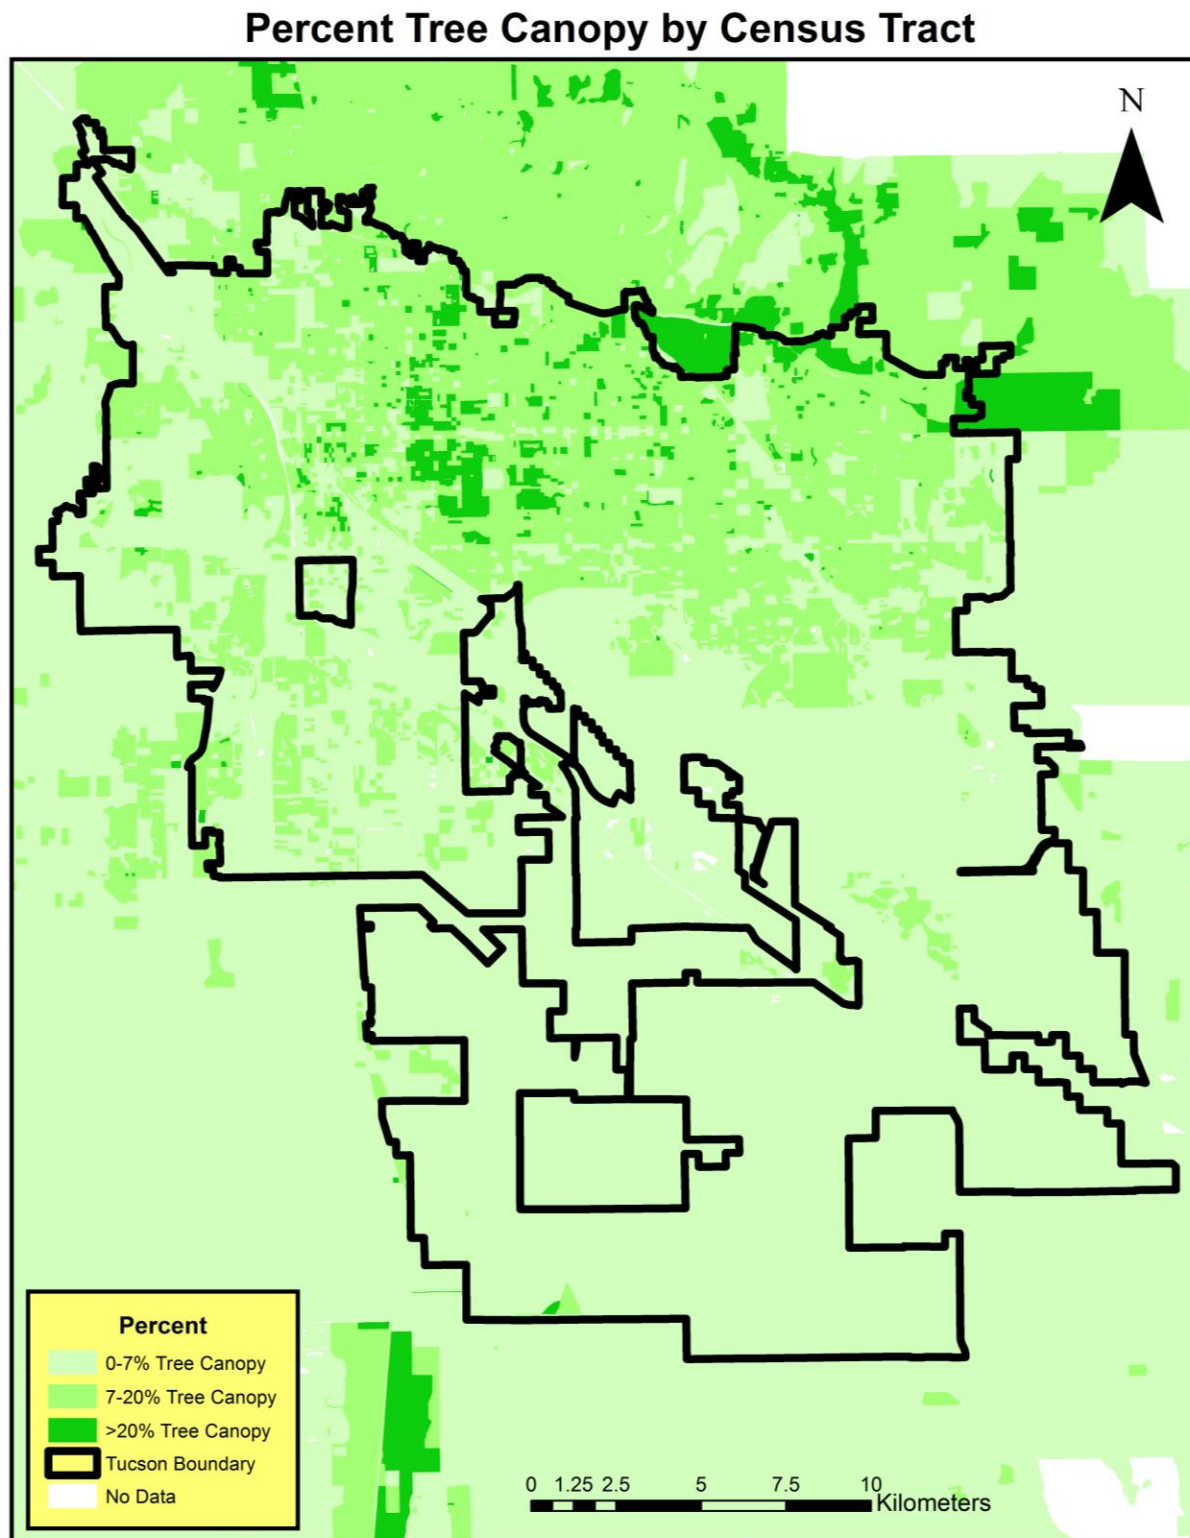 Percent Tree Canopy by Census Tract
N
Percent
0-7% Tree Canopy
7-20% Tree Canopy
>20% Tree Canopy
Tucson Boundary
No Data
0 1.25 2.5 5 7.5 10
Kilometers